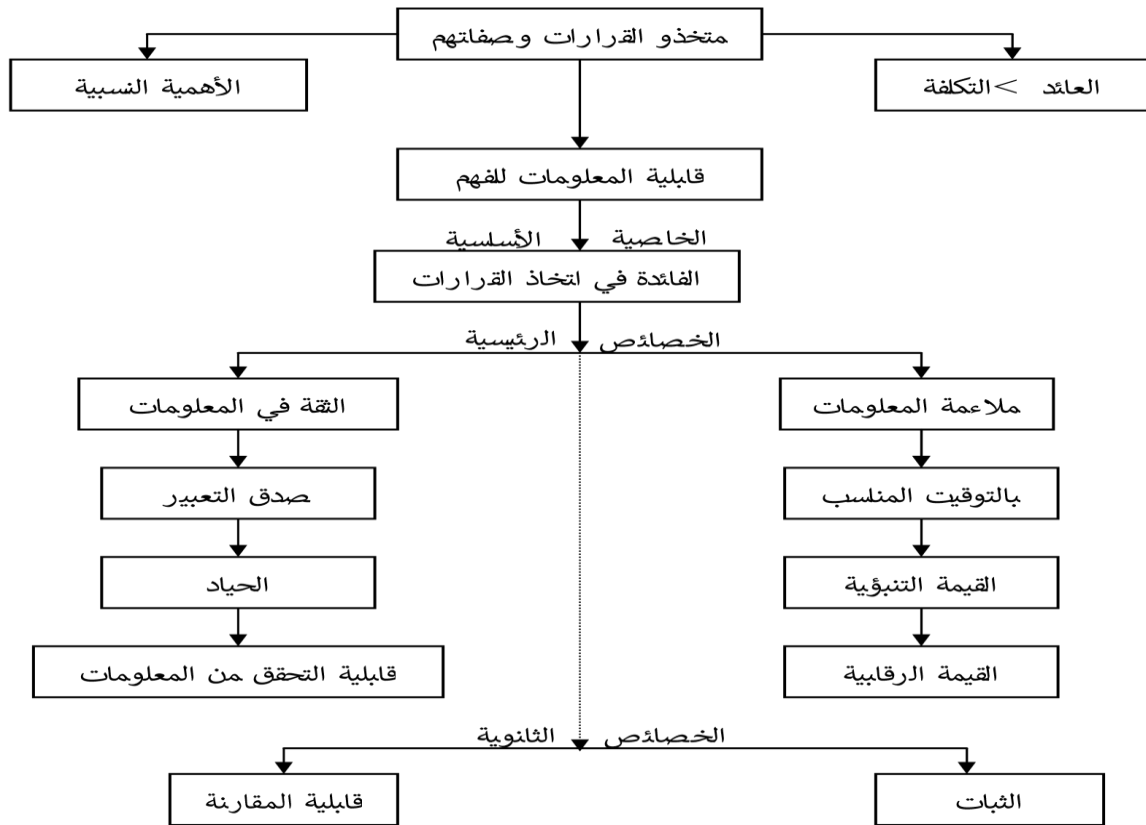 متخذو القرارات وصفاتهم
العائد > التكلفة
الأهمية النسبية
قابلية المعلومات للفهم
الخاصية الأساسية
الفائدة في اتخاذ القرارات
الخصائص الرئيسية
ملاءمة المعلومات
الثقة في المعلومات
بالتوقيت المناسب
صدق التعبير
القيمة التنبؤية
الحياد
القيمة الرقابية
قابلية التحقق من المعلومات
الخصائص الثانوية
الثبات
قابلية المقارنة